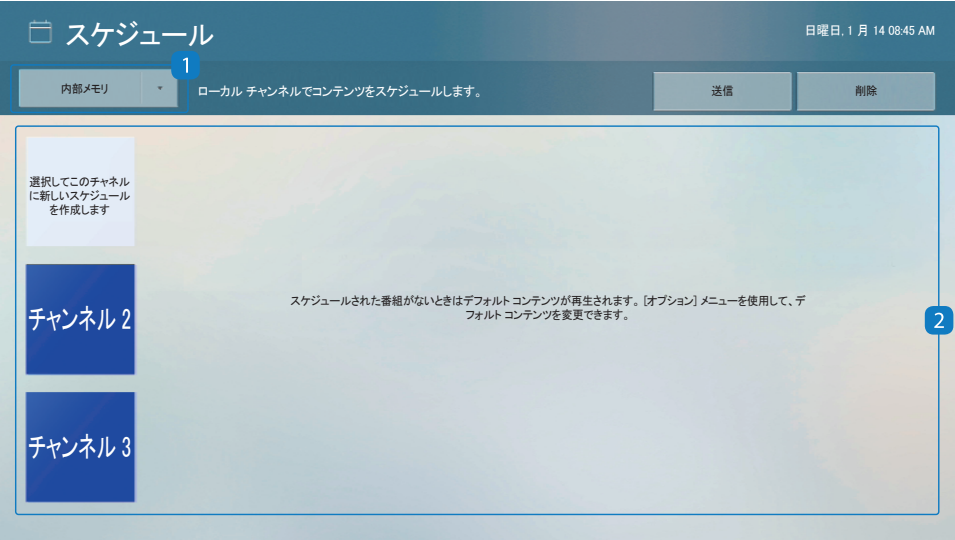 スケジュール
日曜日, 1 月 14 08:45 AM
1
内部メモリ
ローカル チャンネルでコンテンツをスケジュールします。
送信
削除
選択してこのチャネル
に新しいスケジュール
を作成します
チャンネル 2
スケジュールされた番組がないときはデフォルト コンテンツが再生されます。[オプション] メニューを使用して、デ
フォルト コンテンツを変更できます。
2
チャンネル 3